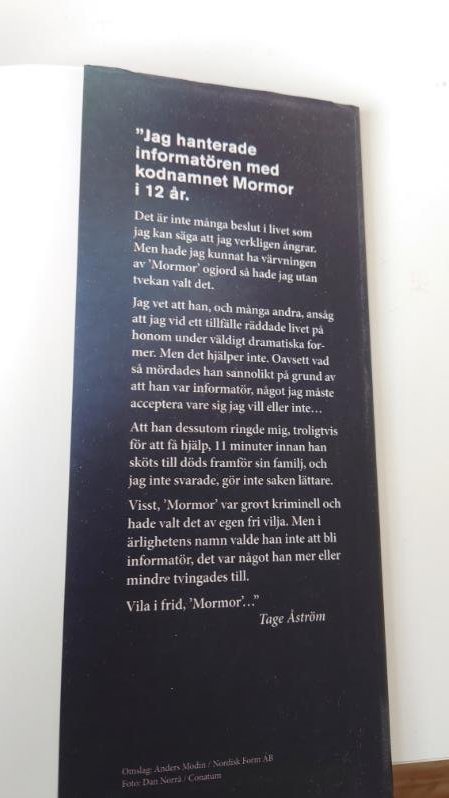 ”Jag hanterade
informatören med
kodnamnet Mormor
i 12 år.
Det är inte många beslut i livet som
jag kan säga att jag verkligen ångrar.
Men hade jag kunnat ha värvningen
av ’Mormor’ ogjord så hade jag utan
tvekan valt det.
Jag vet att han, och många andra, ansåg
att jag vid ett tillfälle räddade livet på
honom under väldigt dramatiska for-
mer. Men det hjälper inte. Oavsett vad
så mördades han sannolikt på grund av
att han var informatör, något jag måste
acceptera vare sig jag vill eller inte…
Att han dessutom ringde mig, troligtvis
för att få hjälp, 11 minuter innan han
sköts till döds framför sin familj, och
jag inte svarade, gör inte saken lättare.
Visst, ’Mormor’ var grovt kriminell och
hade valt det av egen fri vilja. Men i
ärlighetens namn valde han inte att bli
informatör, det var något han mer eller
mindre tvingades till.
Vila i frid, ’Mormor’…”
Tage Åström
Omslag: Anders Modin / Nordisk Form AB
Foto: Dan Norrå / Conatum